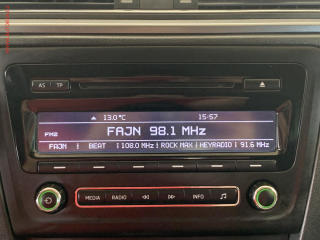 AS TP
13.0°C 15:57
FM2 FAJN 98.1 MHz
FAJN BEAT 108.0 MHz ROCK MAX HEYRADIO 91.6 MHz
MEDIA RADIO INFO